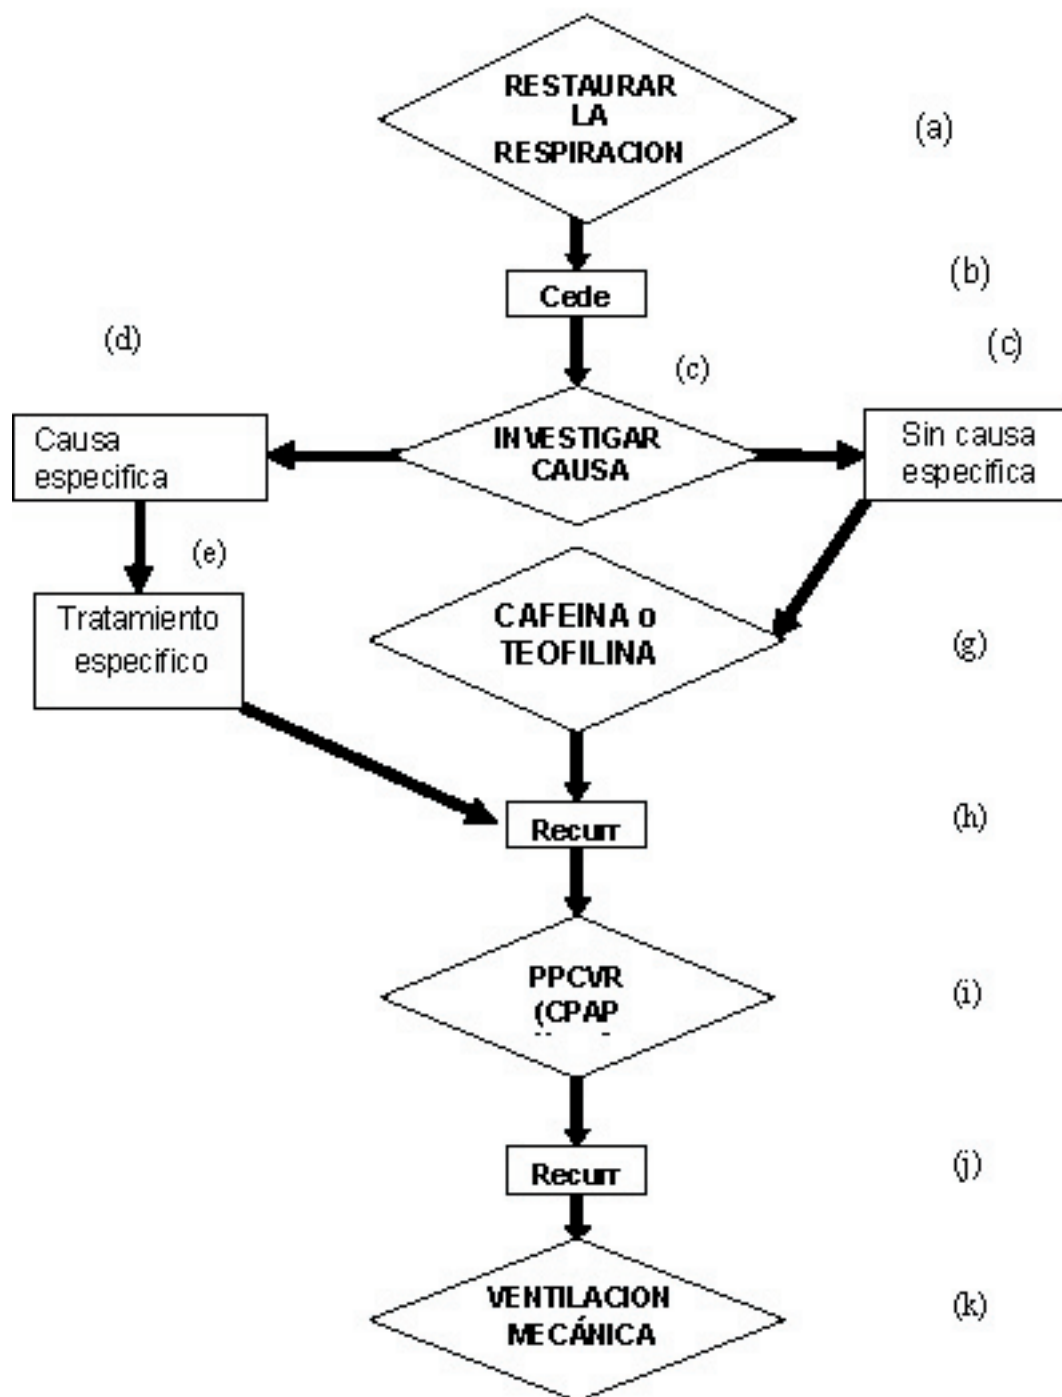 RESTAURAR
LA
RESPIRACION
(a)
Cede
(b)
(d)
(c)
(c)
INVESTIGAR
CAUSA
Causa
especifica
Sin causa
especifica
(e)
Tratamiento
especifico
CAFEINA o
TEOFILINA
(g)
Recurr
(h)
PPCVR
(CPAP
(i)
Recurr
(j)
VENTILACION
MECÁNICA
(k)